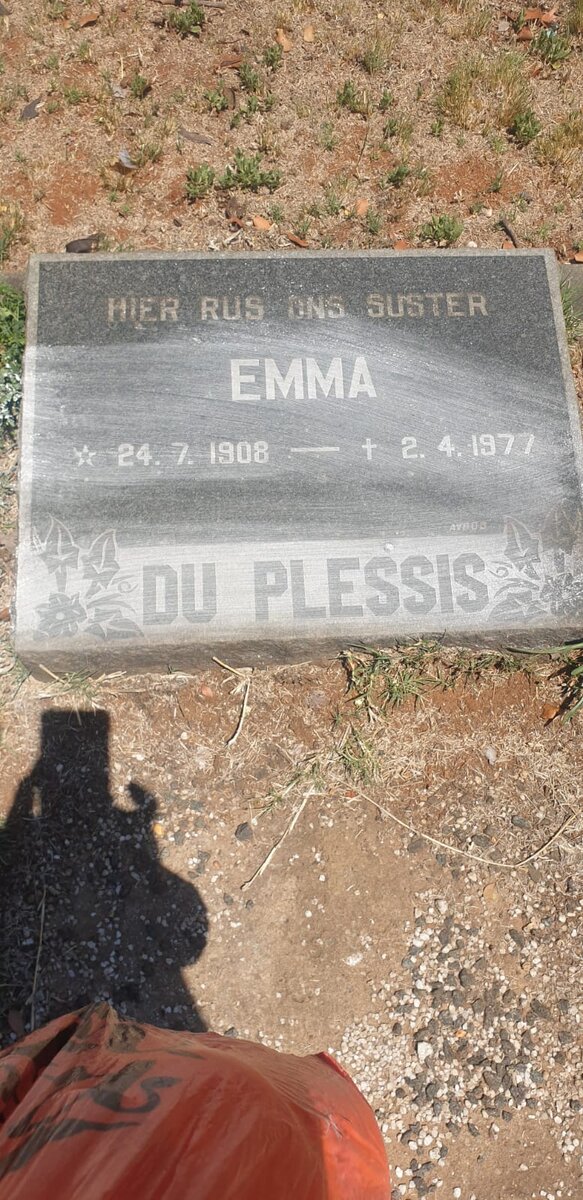 HIER RUS ONS SUSTER
EMMA
☆ 24. 7. 1908 — † 2. 4. 1977
DU PLESSIS